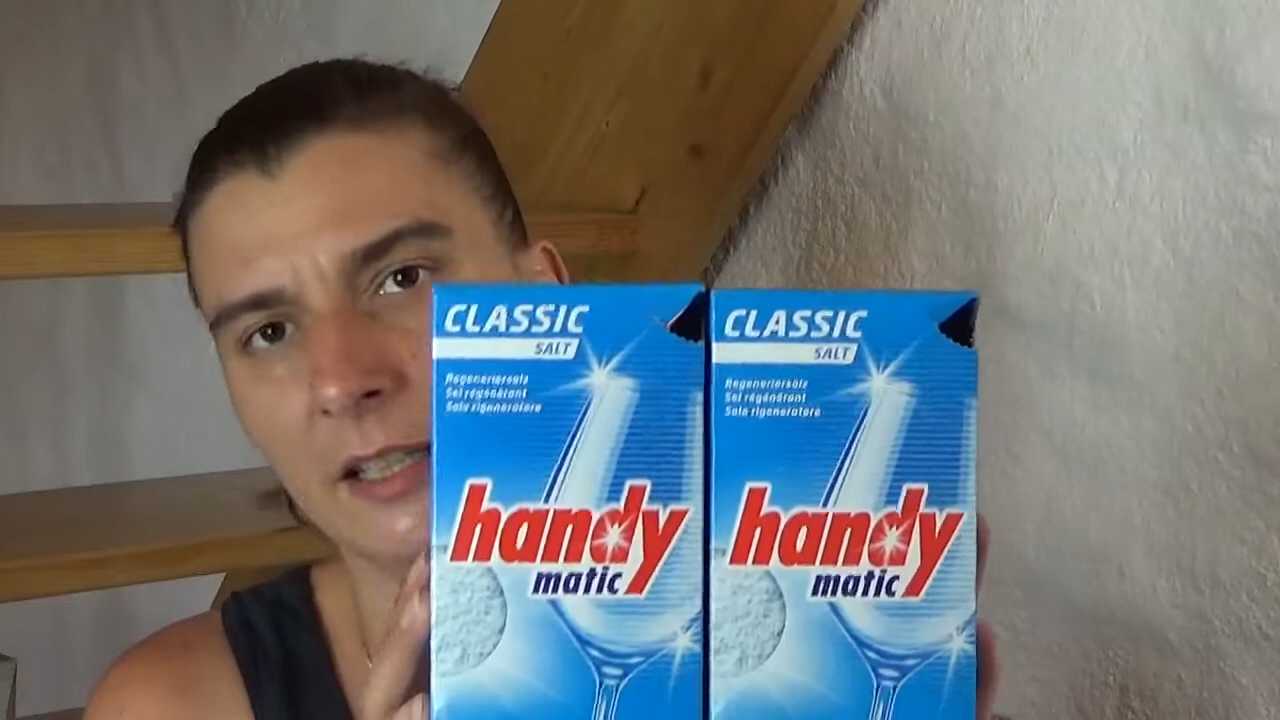 CLASSIC
SALT
Regeneriersalz
Sel régénérant
Sale rigeneratore
handy
matic
CLASSIC
SALT
Regeneriersalz
Sel régénérant
Sale rigeneratore
handy
matic